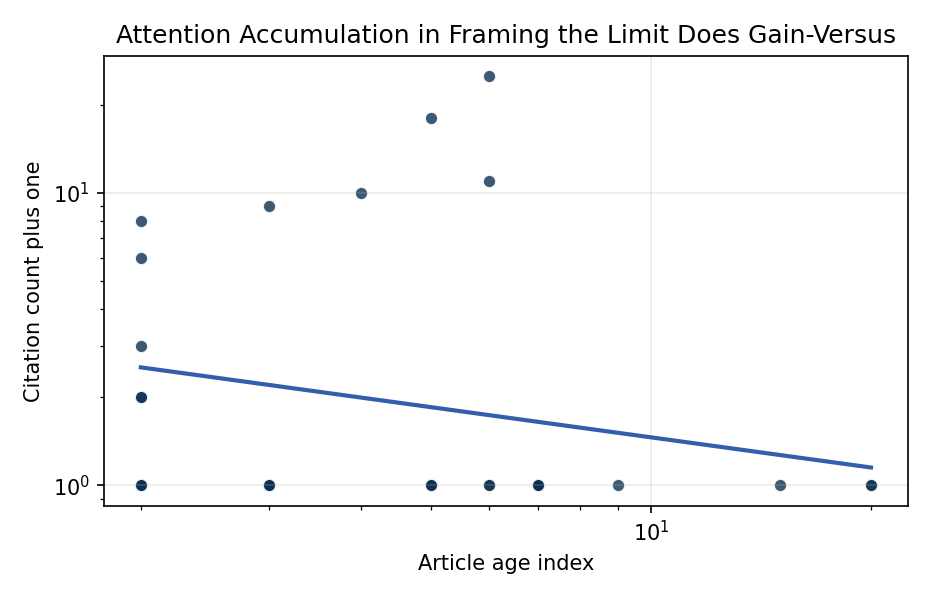 Attention Accumulation in Framing the Limit Does Gain-Versus
Citation count plus one
10¹
10⁰
10¹
Article age index